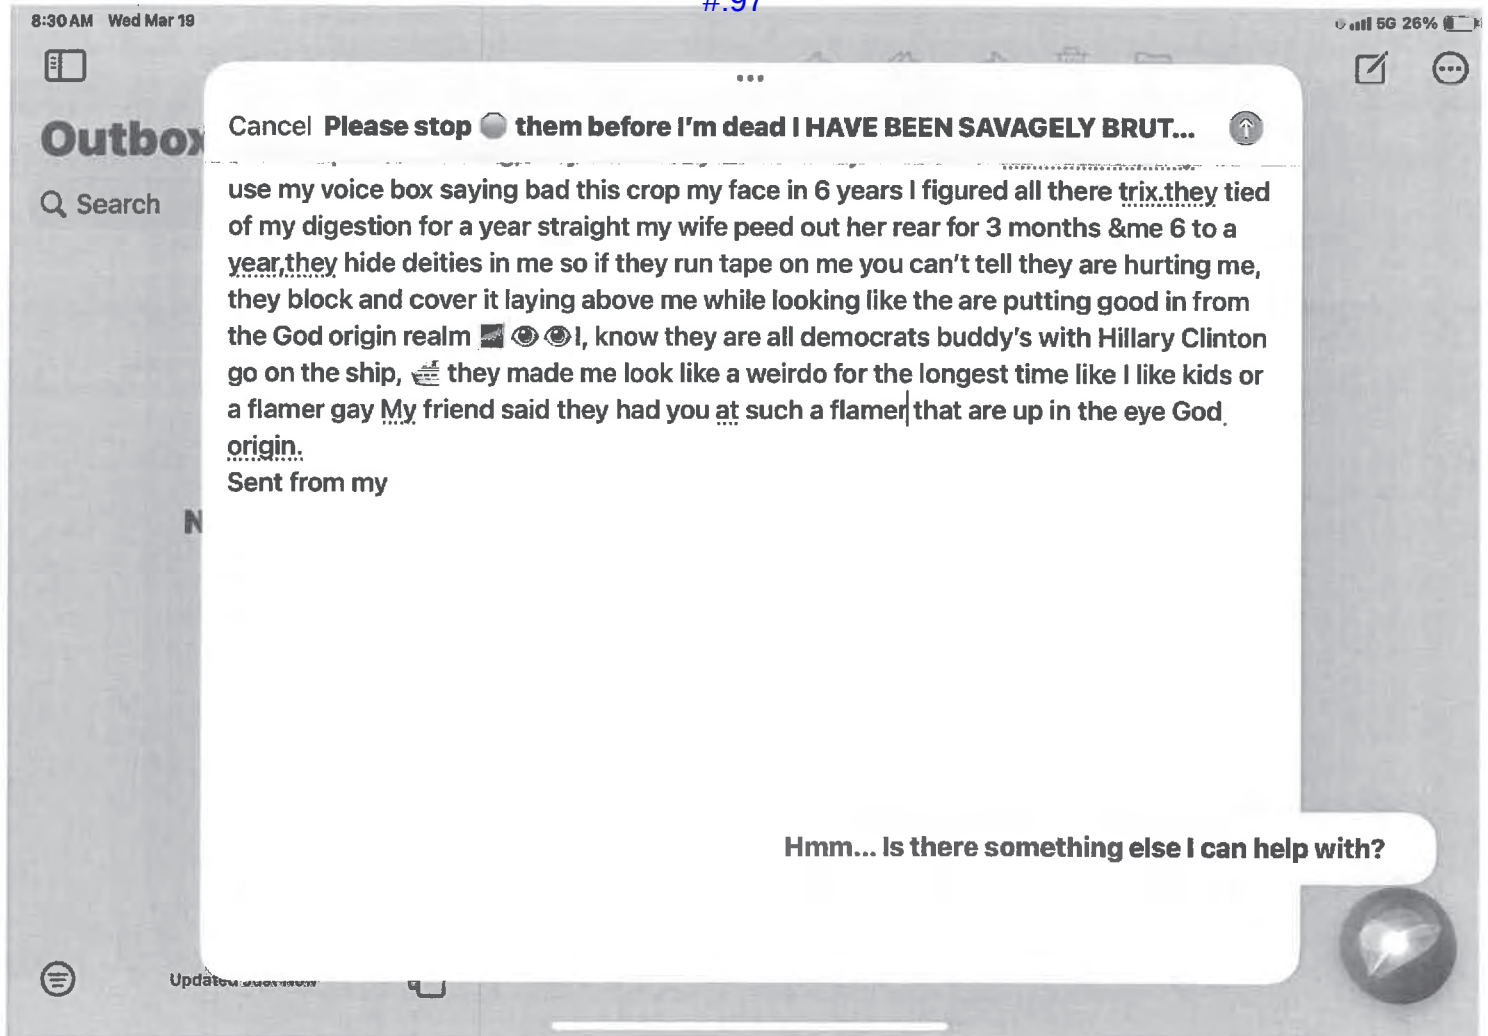 #:97
8:30 AM Wed Mar 19
5G 26%
Outbox
Search
Cancel Please stop 🛑 them before I'm dead I HAVE BEEN SAVAGELY BRUT...
use my voice box saying bad this crop my face in 6 years I figured all there trix.they tied
of my digestion for a year straight my wife peed out her rear for 3 months &me 6 to a
year,they hide deities in me so if they run tape on me you can't tell they are hurting me,
they block and cover it laying above me while looking like the are putting good in from
the God origin realm 👁👁I, know they are all democrats buddy's with Hillary Clinton
go on the ship, they made me look like a weirdo for the longest time like I like kids or
a flamer gay My friend said they had you at such a flamer that are up in the eye God
origin.
Sent from my
N
Hmm... Is there something else I can help with?